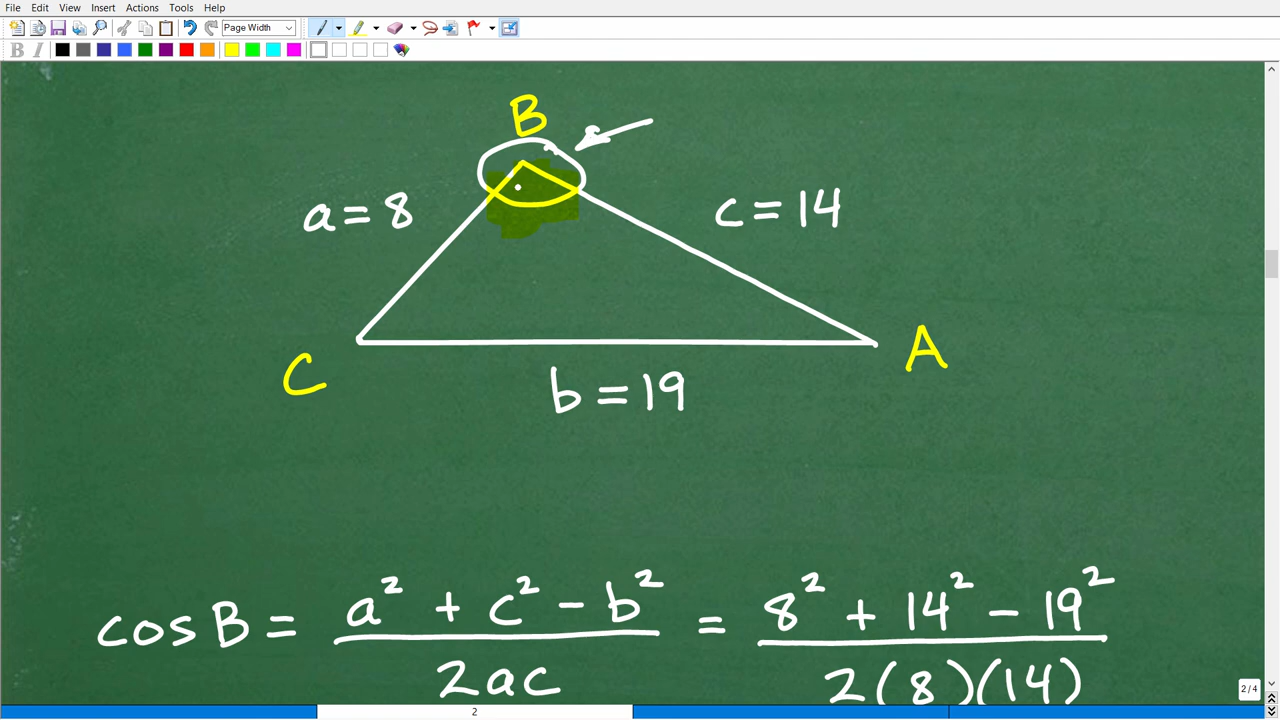 File Edit View Insert Actions Tools Help
Page Width
B I
B
a = 8
c = 14
C
A
b = 19
cos B = a² + c² - b² / 2ac = 8² + 14² - 19² / 2(8)(14)
2/4
2